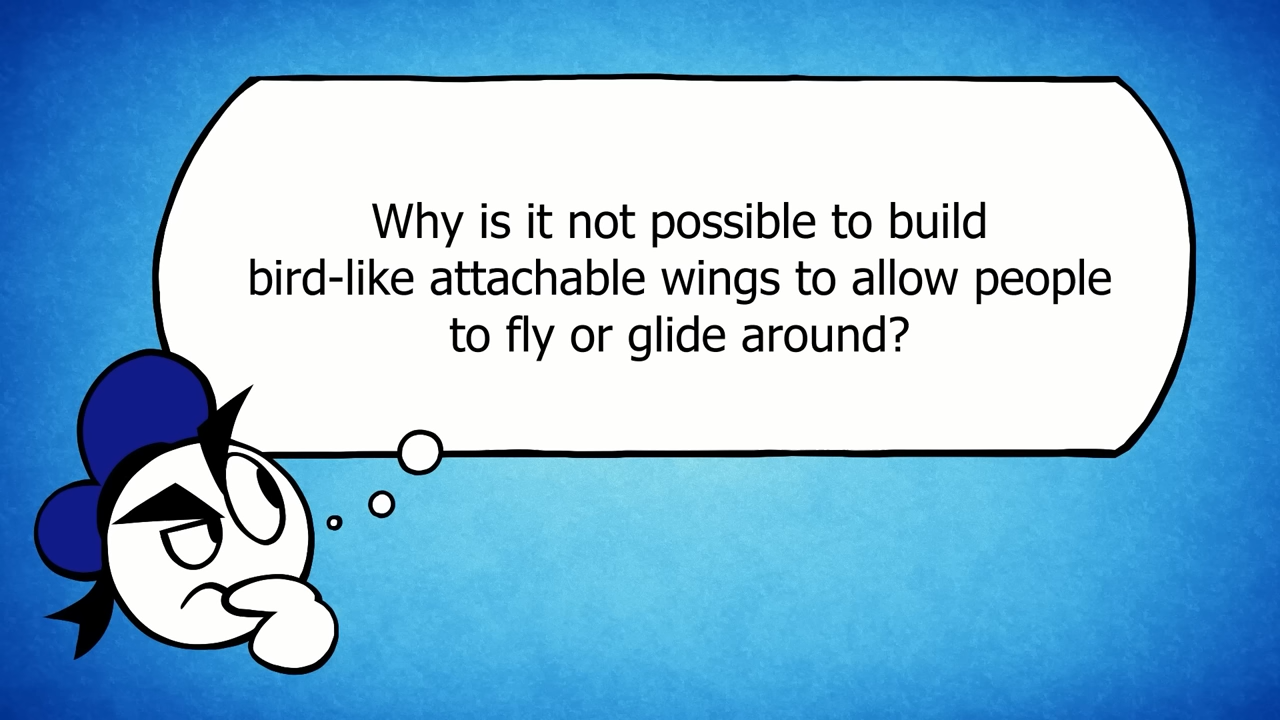 Why is it not possible to build
bird-like attachable wings to allow people
to fly or glide around?